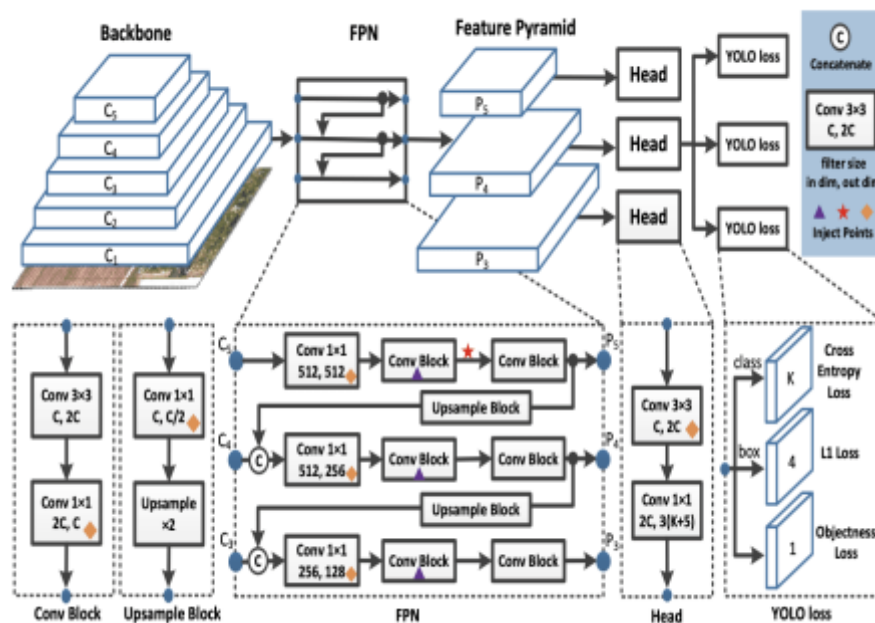 Backbone
FPN
Feature Pyramid
C5
C4
C3
C2
C1
P5
P4
P3
Head
Head
Head
YOLO loss
YOLO loss
YOLO loss
C
Concatenate
Conv 3×3
C, 2C
filter size
in dim, out dim
Inject Points
Conv 3×3
C, 2C
Conv 1×1
2C, C
Conv Block
Conv 1×1
C, C/2
Upsample
×2
Upsample Block
C5
Conv 1×1
512, 512
Conv Block
Conv Block
P5
Upsample Block
C4
C
Conv 1×1
512, 256
Conv Block
Conv Block
P4
Upsample Block
C3
C
Conv 1×1
256, 128
Conv Block
Conv Block
P3
FPN
Conv 3×3
C, 2C
Conv 1×1
2C, 3(K+5)
Head
class
K
Cross
Entropy
Loss
box
4
L1 Loss
1
Objectness
Loss
YOLO loss